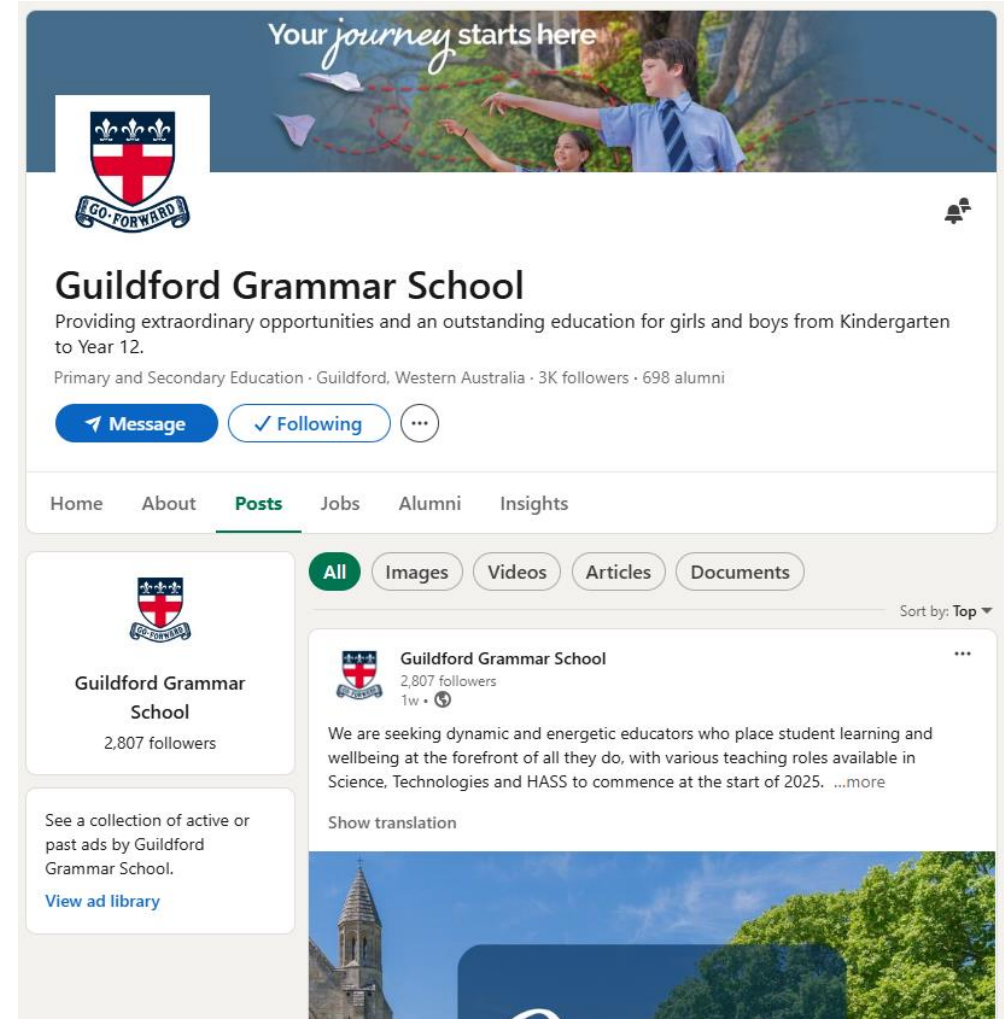 Your journey starts here
GO·FORWARD
Guildford Grammar School
Providing extraordinary opportunities and an outstanding education for girls and boys from Kindergarten
to Year 12.
Primary and Secondary Education · Guildford, Western Australia · 3K followers · 698 alumni
Message
Following
Home
About
Posts
Jobs
Alumni
Insights
GO·FORWARD
Guildford Grammar
School
2,807 followers
See a collection of active or
past ads by Guildford
Grammar School.
View ad library
All
Images
Videos
Articles
Documents
Sort by: Top
GO·FORWARD
Guildford Grammar School
2,807 followers
1w •
We are seeking dynamic and energetic educators who place student learning and
wellbeing at the forefront of all they do, with various teaching roles available in
Science, Technologies and HASS to commence at the start of 2025. ...more
Show translation